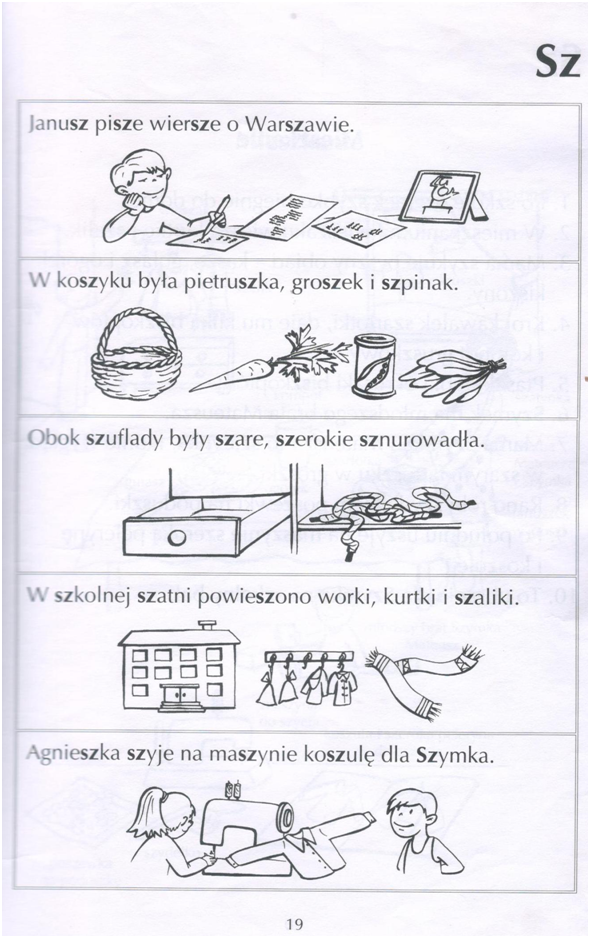 Sz
Janusz pisze wiersze o Warszawie.
W koszyku była pietruszka, groszek i szpinak.
Obok szuflady były szare, szerokie sznurowadła.
W szkolnej szatni powieszono worki, kurtki i szaliki.
Agnieszka szyje na maszynie koszulę dla Szymka.
19